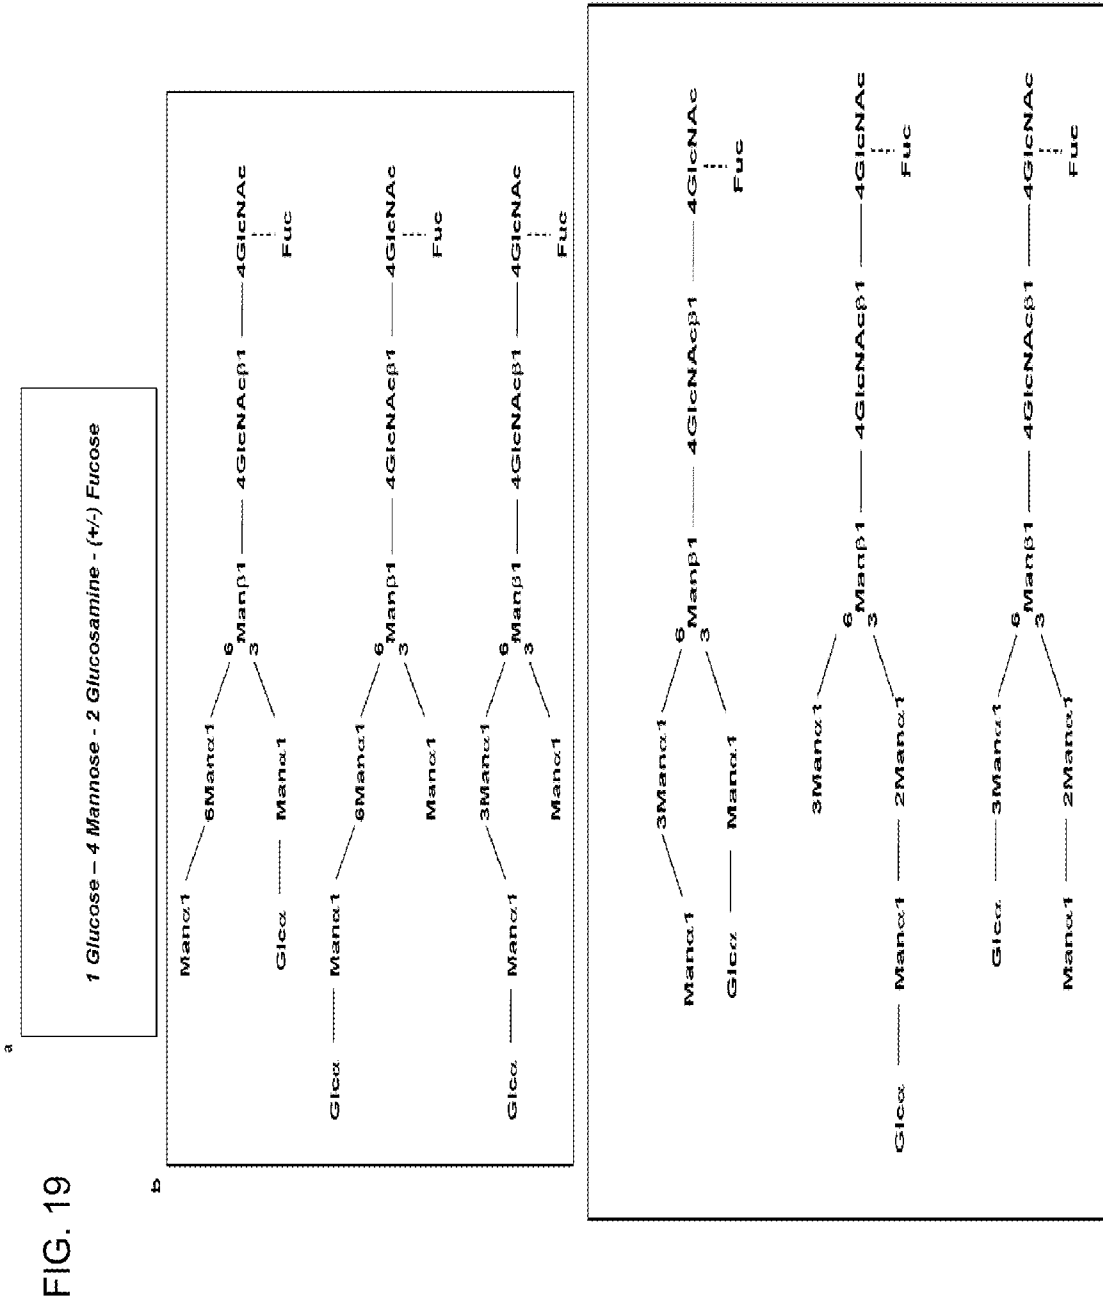 FIG. 19
a
1 Glucose – 4 Mannose - 2 Glucosamine - (+/-) Fucose
b
Manα1
6Manα1
6
Manβ1 4GlcNAcβ1 4GlcNAc
3
Glcα Manα1
Fuc
Glcα Manα1
6Manα1
6
Manβ1 4GlcNAcβ1 4GlcNAc
3
Manα1
Fuc
3Manα1
6
Glcα Manα1
Manβ1 4GlcNAcβ1 4GlcNAc
3
Manα1
Fuc
Manα1
3Manα1
6
Manβ1 4GlcNAcβ1 4GlcNAc
3
Glcα Manα1
Fuc
3Manα1
6
Manβ1 4GlcNAcβ1 4GlcNAc
3
Glcα Manα1 2Manα1
Fuc
Glcα 3Manα1
6
Manβ1 4GlcNAcβ1 4GlcNAc
3
Manα1 2Manα1
Fuc